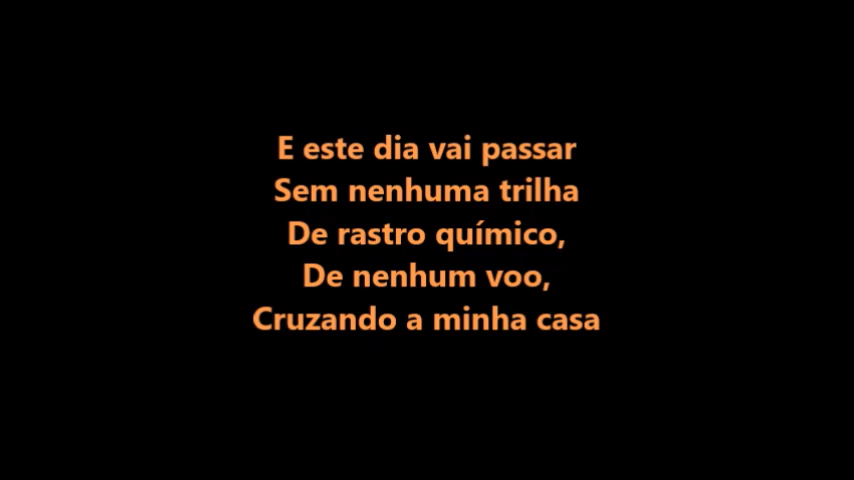 E este dia vai passar
Sem nenhuma trilha
De rastro químico,
De nenhum voo,
Cruzando a minha casa